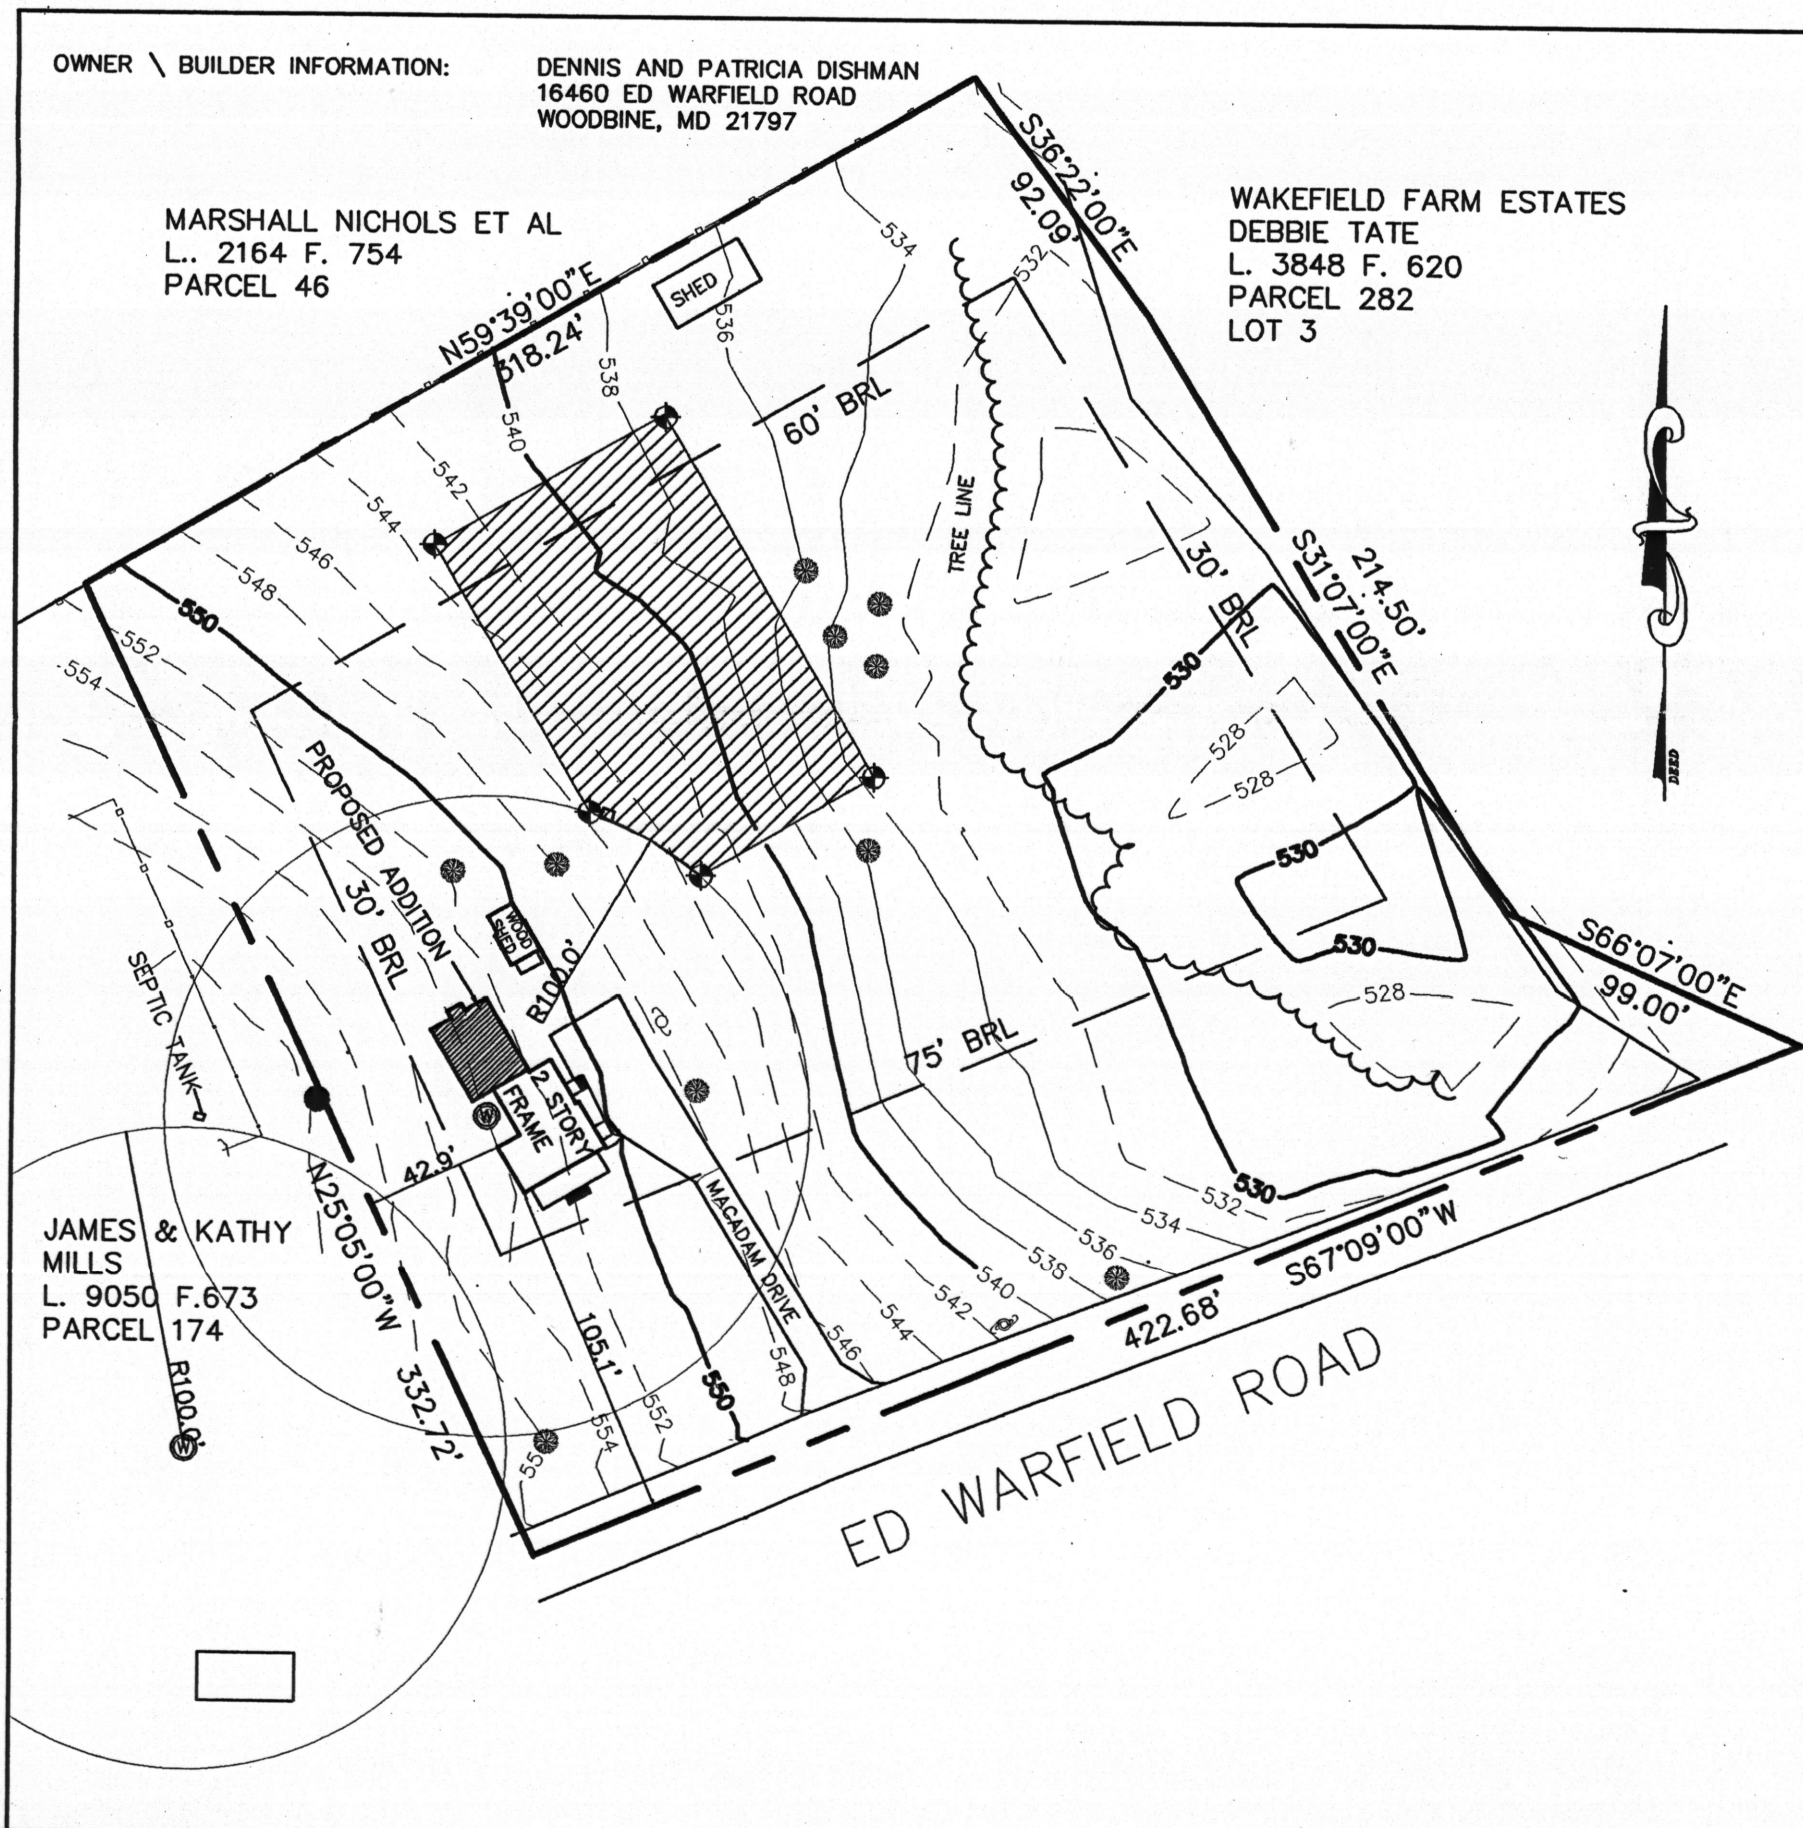 OWNER \ BUILDER INFORMATION:
DENNIS AND PATRICIA DISHMAN
16460 ED WARFIELD ROAD
WOODBINE, MD 21797
MARSHALL NICHOLS ET AL
L.. 2164 F. 754
PARCEL 46
WAKEFIELD FARM ESTATES
DEBBIE TATE
L. 3848 F. 620
PARCEL 282
LOT 3
S36°22'00"E
92.09'
N59°39'00"E
318.24'
SHED
534
532
536
538
540
542
544
546
548
550
552
554
60' BRL
TREE LINE
30' BRL
S31°07'00"E
214.50'
530
528
528
530
530
528
DEED
S66°07'00"E
99.00'
PROPOSED ADDITION
30' BRL
WOOD
SHED
R100.0'
SEPTIC TANK
W
2 STORY
FRAME
42.9'
75' BRL
MACADAM DRIVE
N25°05'00"W
332.72'
JAMES & KATHY
MILLS
L. 9050 F.673
PARCEL 174
R100.0'
W
105.1'
554
552
550
548
546
544
542
540
538
536
534
532
530
S67°09'00"W
422.68'
ED WARFIELD ROAD